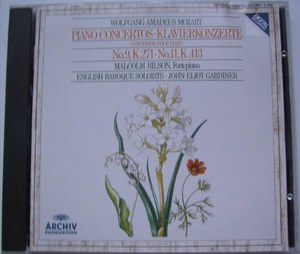 WOLFGANG AMADEUS MOZART
PIANO CONCERTOS · KLAVIERKONZERTE
No.9, K.271 · No.11, K.413
MALCOLM BILSON, Fortepiano
ENGLISH BAROQUE SOLOISTS · JOHN ELIOT GARDINER
ARCHIV
PRODUKTION